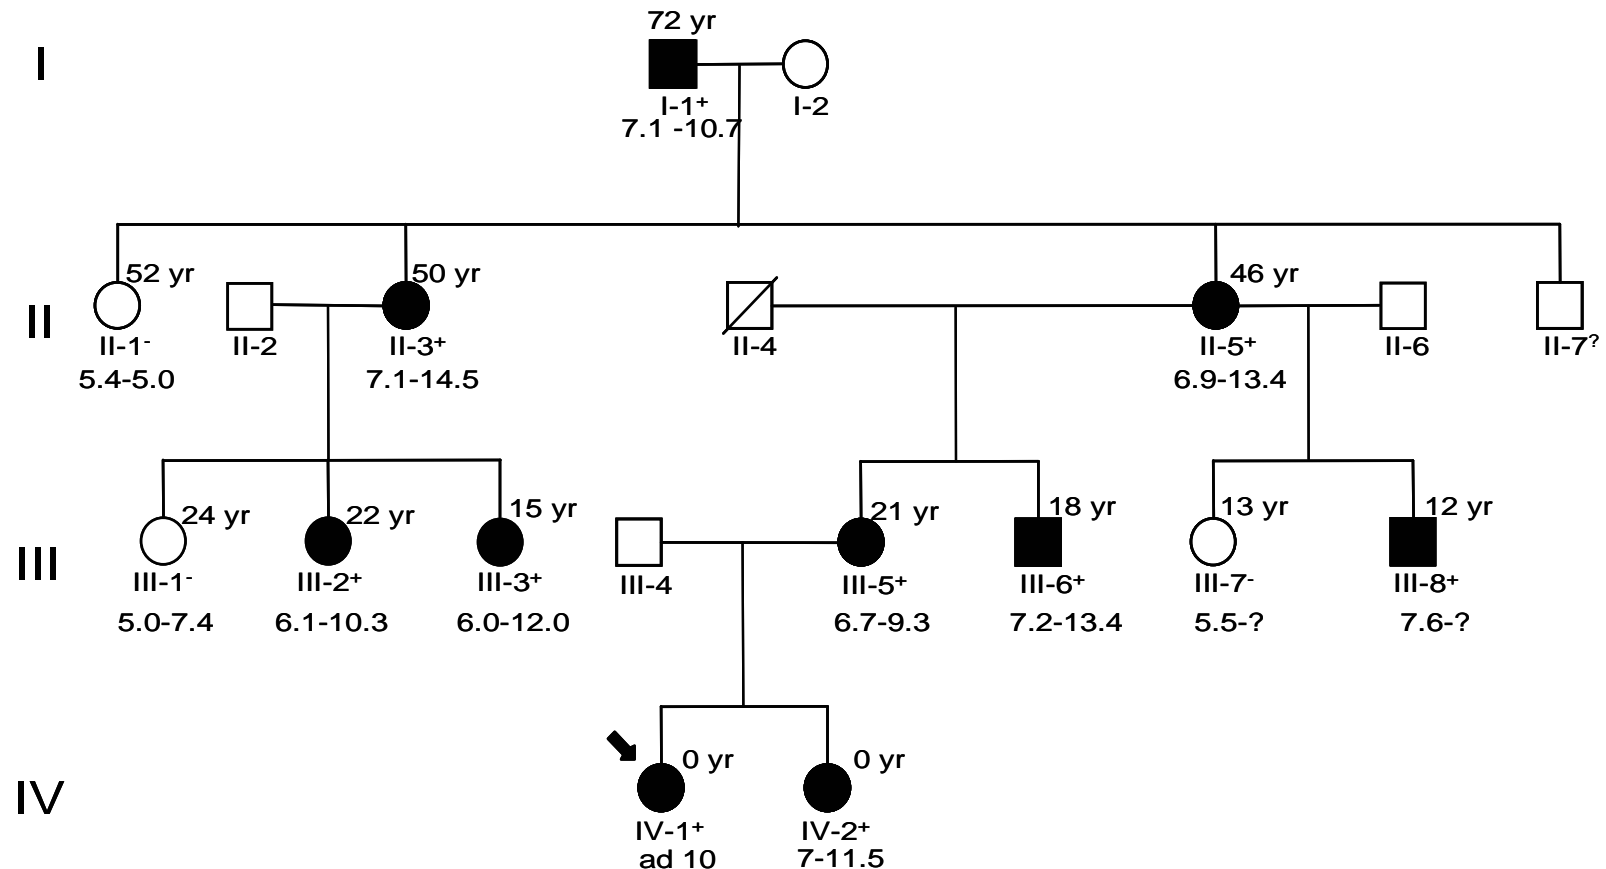 72 yr
I
I-1+ I-2
7.1 -10.7
52 yr 50 yr 46 yr
II
II-1- II-2 II-3+ II-4 II-5+ II-6 II-7?
5.4-5.0 7.1-14.5 6.9-13.4
24 yr 22 yr 15 yr 21 yr 18 yr 13 yr 12 yr
III
III-1- III-2+ III-3+ III-4 III-5+ III-6+ III-7- III-8+
5.0-7.4 6.1-10.3 6.0-12.0 6.7-9.3 7.2-13.4 5.5-? 7.6-?
0 yr 0 yr
IV
IV-1+ IV-2+
ad 10 7-11.5